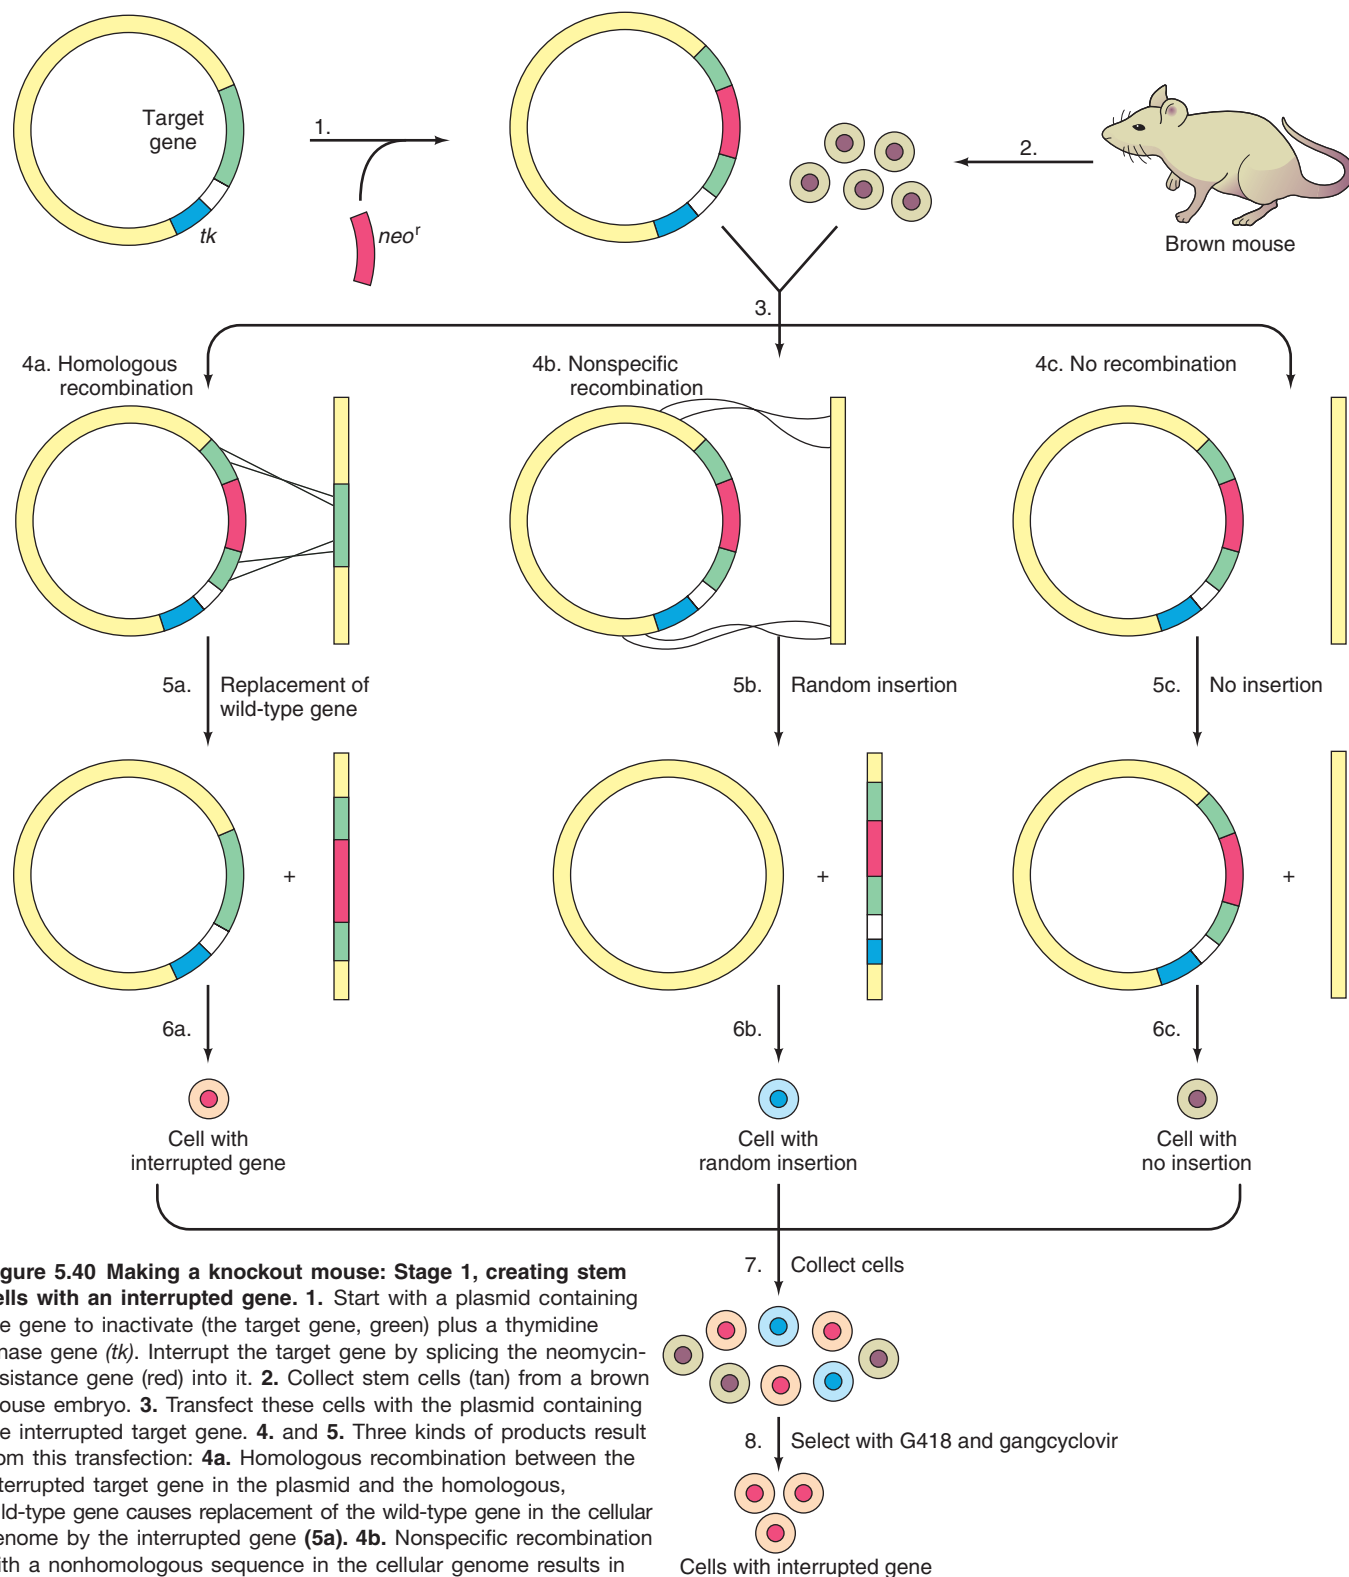 Target
gene
tk
1.
neoʳ
2.
Brown mouse
3.
4a. Homologous
recombination
4b. Nonspecific
recombination
4c. No recombination
5a.
Replacement of
wild-type gene
5b.
Random insertion
5c.
No insertion
+
+
+
6a.
6b.
6c.
Cell with
interrupted gene
Cell with
random insertion
Cell with
no insertion
7.
Collect cells
8.
Select with G418 and gangcyclovir
Cells with interrupted gene
gure 5.40 Making a knockout mouse: Stage 1, creating stem
ells with an interrupted gene. 1. Start with a plasmid containing
e gene to inactivate (the target gene, green) plus a thymidine
nase gene (tk). Interrupt the target gene by splicing the neomycin-
sistance gene (red) into it. 2. Collect stem cells (tan) from a brown
ouse embryo. 3. Transfect these cells with the plasmid containing
e interrupted target gene. 4. and 5. Three kinds of products result
om this transfection: 4a. Homologous recombination between the
terrupted target gene in the plasmid and the homologous,
ild-type gene causes replacement of the wild-type gene in the cellular
enome by the interrupted gene (5a). 4b. Nonspecific recombination
ith a nonhomologous sequence in the cellular genome results in